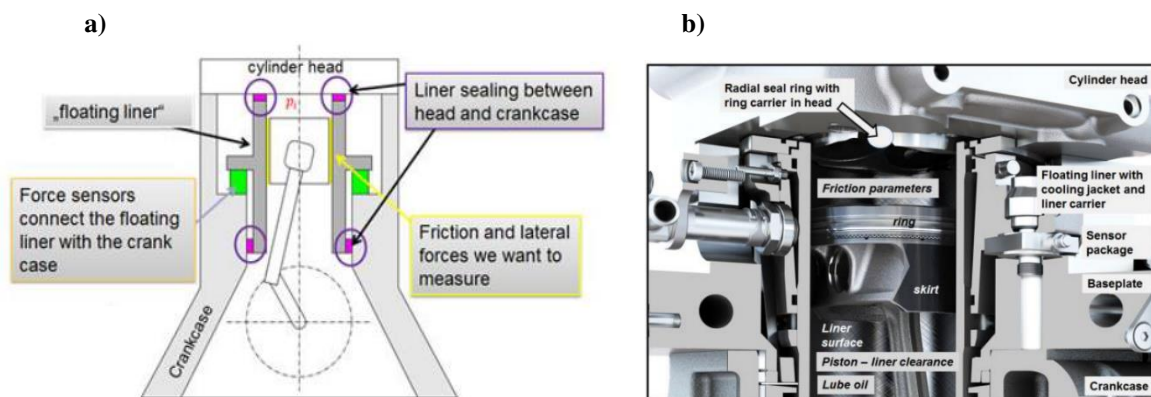 a)
b)
cylinder head
p
„floating liner“
Liner sealing between
head and crankcase
Force sensors
connect the floating
liner with the crank
case
Friction and lateral
forces we want to
measure
Crankcase
Radial seal ring with
ring carrier in head
Cylinder head
Friction parameters
Floating liner with
cooling jacket and
liner carrier
ring
Sensor
package
Baseplate
skirt
Liner
surface
Piston – liner clearance
Lube oil
Crankcase